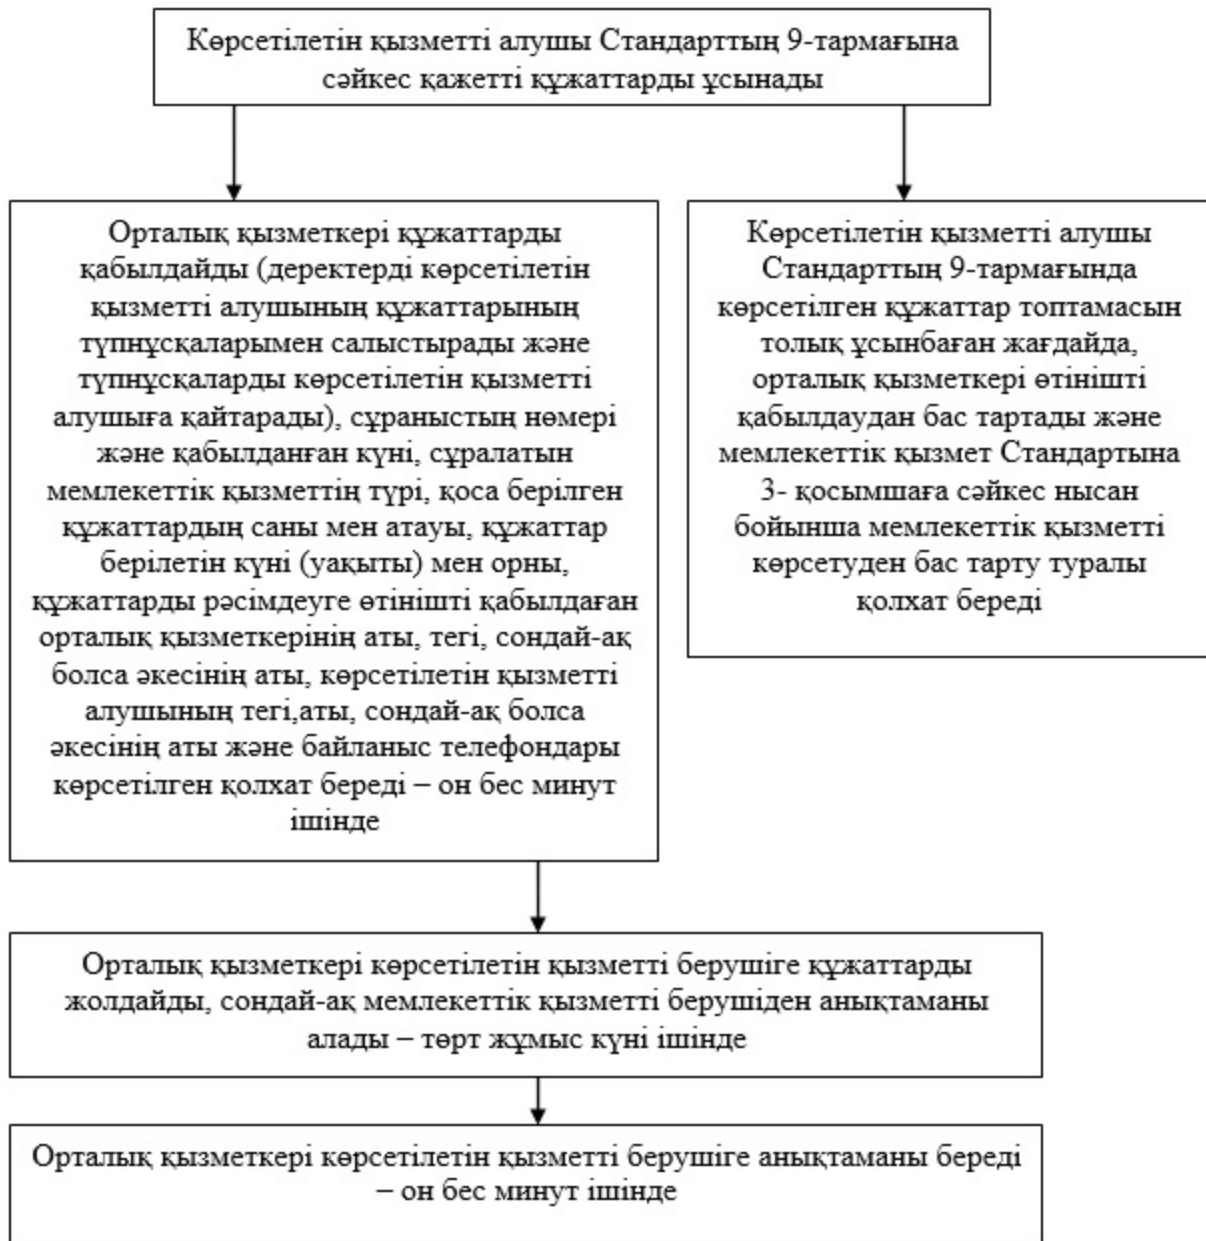 Көрсетілетін қызметті алушы Стандарттың 9-тармағына
сәйкес қажетті құжаттарды ұсынады
Орталық қызметкері құжаттарды
қабылдайды (деректерді көрсетілетін
қызметті алушының құжаттарының
түпнұсқаларымен салыстырады және
түпнұсқаларды көрсетілетін қызметті
алушыға қайтарады), сұраныстың нөмері
және қабылданған күні, сұралатын
мемлекеттік қызметтің түрі, қоса берілген
құжаттардың саны мен атауы, құжаттар
берілетін күні (уақыты) мен орны,
құжаттарды рәсімдеуге өтінішті қабылдаған
орталық қызметкерінің аты, тегі, сондай-ақ
болса әкесінің аты, көрсетілетін қызметті
алушының тегі,аты, сондай-ақ болса
әкесінің аты және байланыс телефондары
көрсетілген қолхат береді – он бес минут
ішінде
Көрсетілетін қызметті алушы
Стандарттың 9-тармағында
көрсетілген құжаттар топтамасын
толық ұсынбаған жағдайда,
орталық қызметкері өтінішті
қабылдаудан бас тартады және
мемлекеттік қызмет Стандартына
3- қосымшаға сәйкес нысан
бойынша мемлекеттік қызметті
көрсетуден бас тарту туралы
қолхат береді
Орталық қызметкері көрсетілетін қызметті берушіге құжаттарды
жолдайды, сондай-ақ мемлекеттік қызметті берушіден анықтаманы
алады – төрт жұмыс күні ішінде
Орталық қызметкері көрсетілетін қызметті берушіге анықтаманы береді
– он бес минут ішінде